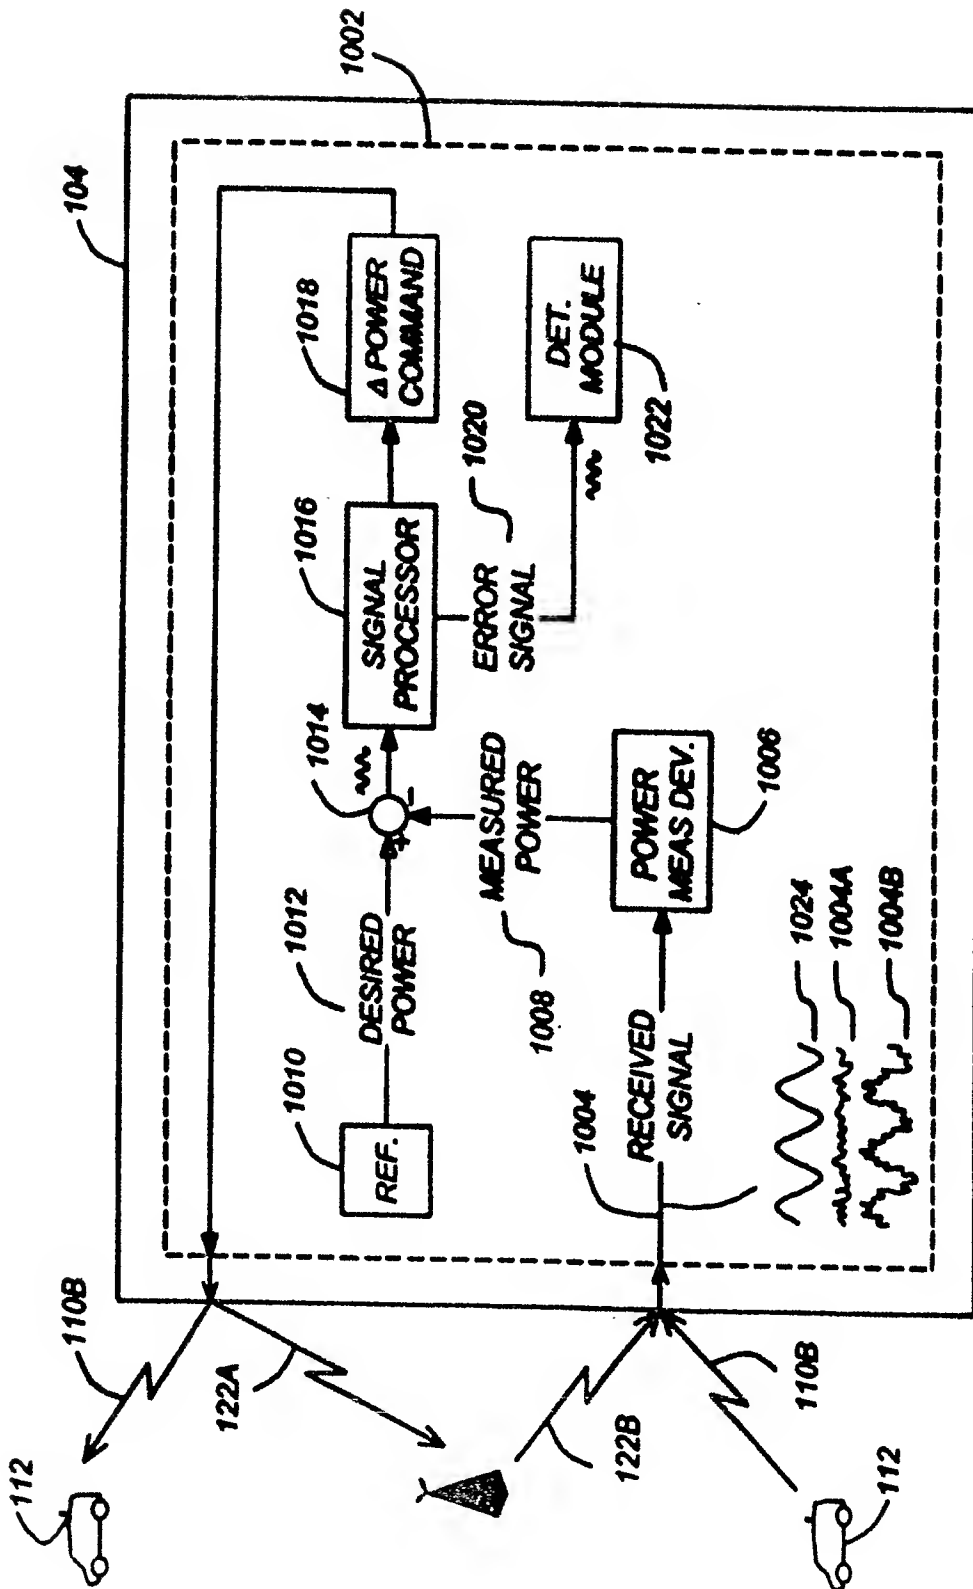 104
1002
1018
Δ POWER
COMMAND
1016
SIGNAL
PROCESSOR
1014
+
-
1012
DESIRED
POWER
1010
REF.
1020
ERROR
SIGNAL
DET.
MODULE
1022
MEASURED
POWER
1008
POWER
MEAS DEV.
1006
1004
RECEIVED
SIGNAL
1024
1004A
1004B
110B
122A
112
122B
110B
112